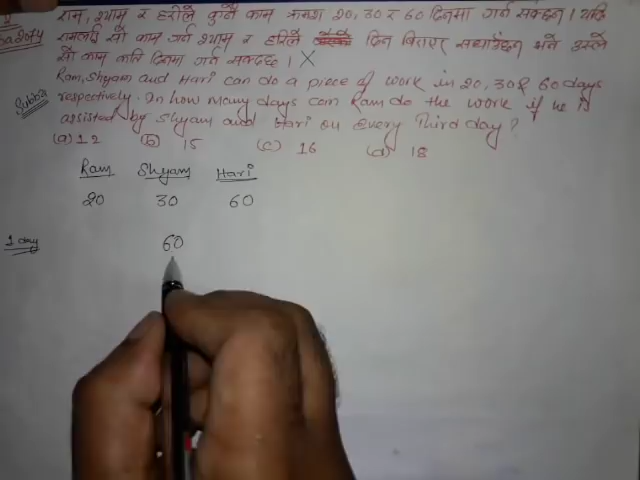 राम, श्याम र हरीले कुनै काम क्रमश 20, 30 र 60 दिनमा गर्न सक्छन् । यदि
रामलाई सो काम गर्न श्याम र हरिले दिन बिराएर सघाउँछन् भने उसले
सो काम कति दिनमा गर्न सक्दछ । X
Ram, Shyam and Hari can do a piece of work in 20, 30 & 60 days
Subba respectively. In how many days can Ram do the work if he is
assisted by Shyam and Hari on every third day?
(a) 12 (b) 15 (c) 16 (d) 18
Ram Shyam Hari
20 30 60
1 day 60